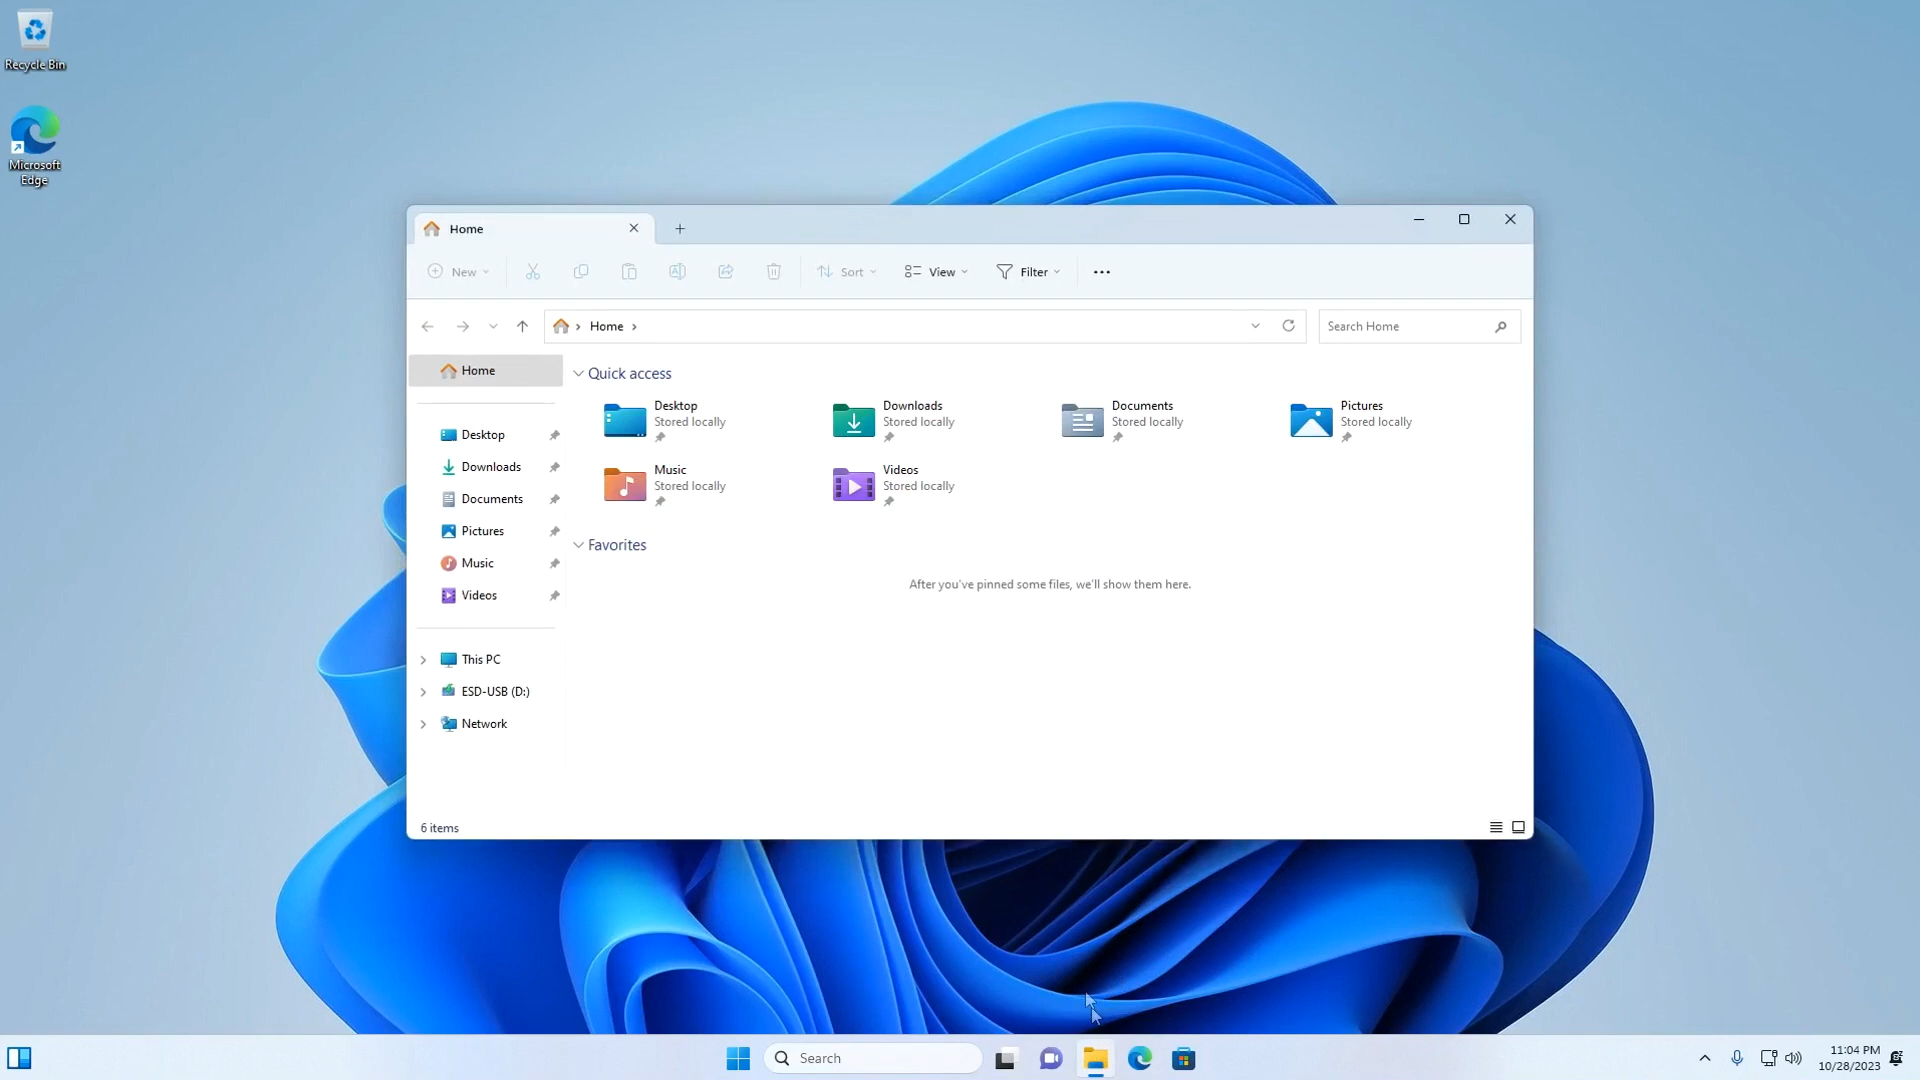 Recycle Bin
Microsoft
Edge
Home
New
Sort
View
Filter
Home
Search Home
Home
Desktop
Downloads
Documents
Pictures
Music
Videos
This PC
ESD-USB (D:)
Network
Quick access
Desktop
Stored locally
Downloads
Stored locally
Documents
Stored locally
Pictures
Stored locally
Music
Stored locally
Videos
Stored locally
Favorites
After you've pinned some files, we'll show them here.
6 items
Search
11:04 PM
10/28/2023